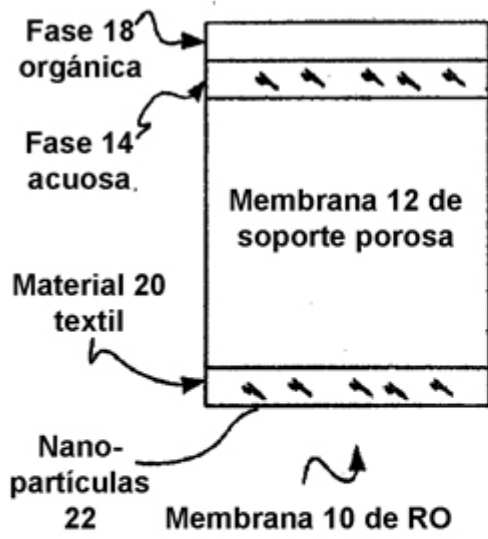 Fase 18
orgánica
Fase 14
acuosa.
Membrana 12 de
soporte porosa
Material 20
textil
Nano-
partículas
22
Membrana 10 de RO